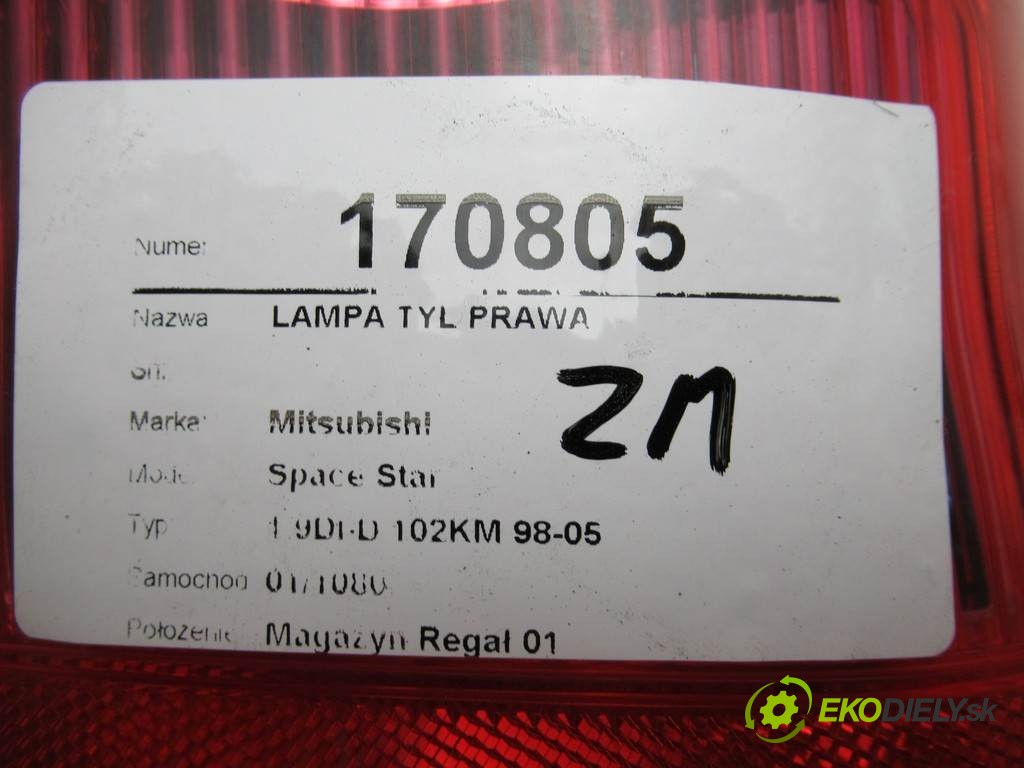 Numer 170805
Nazwa LAMPA TYL PRAWA
Marka Mitsubishi
Space Star
Typ 1.9DI-D 102KM 98-05
Samochod 01/1080
Położenie Magazyn Regał 01
ZM
EKODIELY.sk